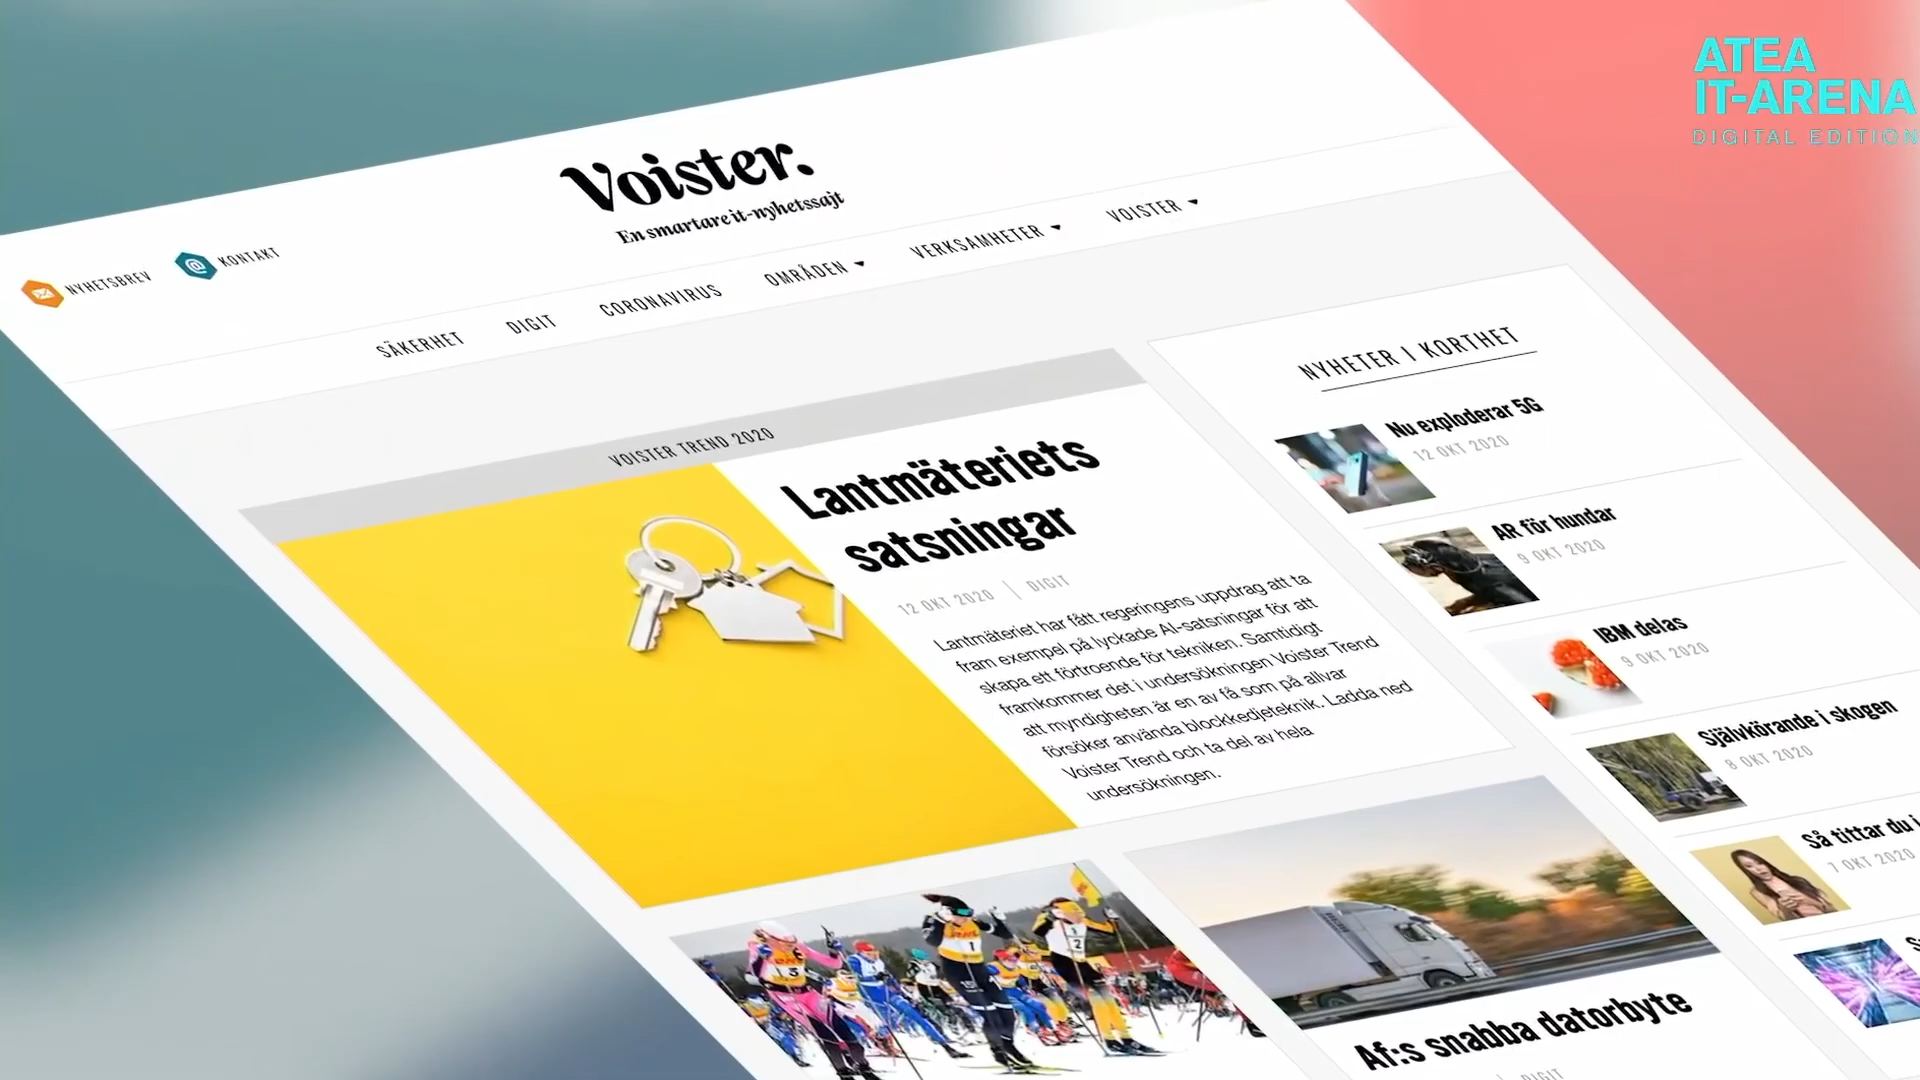 ATEA
IT-ARENA
DIGITAL EDITION
Voister.
En smartare it-nyhetssajt
NYHETSBREV
KONTAKT
SÄKERHET
DIGIT
CORONAVIRUS
OMRÅDEN
VERKSAMHETER
VOISTER
VOISTER TREND 2020
Lantmäteriets
satsningar
12 OKT 2020 | DIGIT
Lantmäteriet har fått regeringens uppdrag att ta
fram exempel på lyckade AI-satsningar för att
skapa ett förtroende för tekniken. Samtidigt
framkommer det i undersökningen Voister Trend
att myndigheten är en av få som på allvar
försöker använda blockkedjeteknik. Ladda ned
Voister Trend och ta del av hela
undersökningen.
NYHETER I KORTHET
Nu exploderar 5G
12 OKT 2020
AR för hundar
9 OKT 2020
IBM delas
9 OKT 2020
Självkörande i skogen
8 OKT 2020
Så tittar du i
7 OKT 2020
Af:s snabba datorbyte
DIGIT